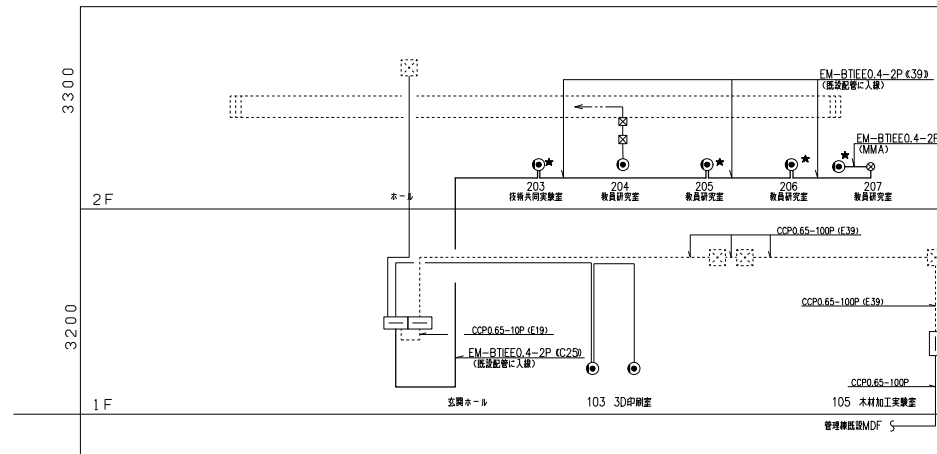 3300
EM-BTIEE0.4-2P (39)
(既設配管に入線)
EM-BTIEE0.4-2P
(MMA)
203
技術共同実験室
204
教員研究室
205
教員研究室
206
教員研究室
207
教員研究室
ホール
2F
CCP0.65-100P (E39)
CCP0.65-100P (E39)
3200
CCP0.65-10P (E19)
EM-BTIEE0.4-2P (C25)
(既設配管に入線)
CCP0.65-100P
玄関ホール
103 3D印刷室
105 木材加工実験室
1F
管理棟既設MDF